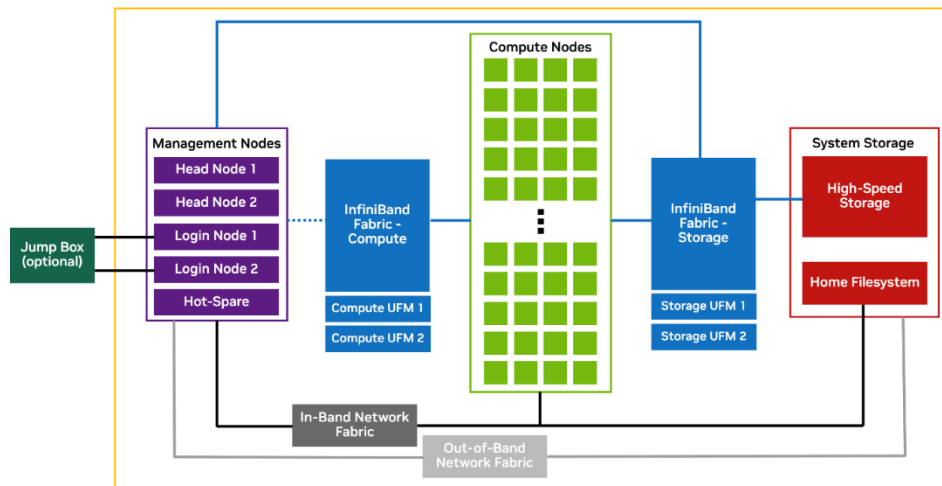 Compute Nodes
Management Nodes
Head Node 1
Head Node 2
Login Node 1
Login Node 2
Hot-Spare
Jump Box
(optional)
InfiniBand
Fabric -
Compute
Compute UFM 1
Compute UFM 2
InfiniBand
Fabric -
Storage
Storage UFM 1
Storage UFM 2
System Storage
High-Speed
Storage
Home Filesystem
In-Band Network
Fabric
Out-of-Band
Network Fabric